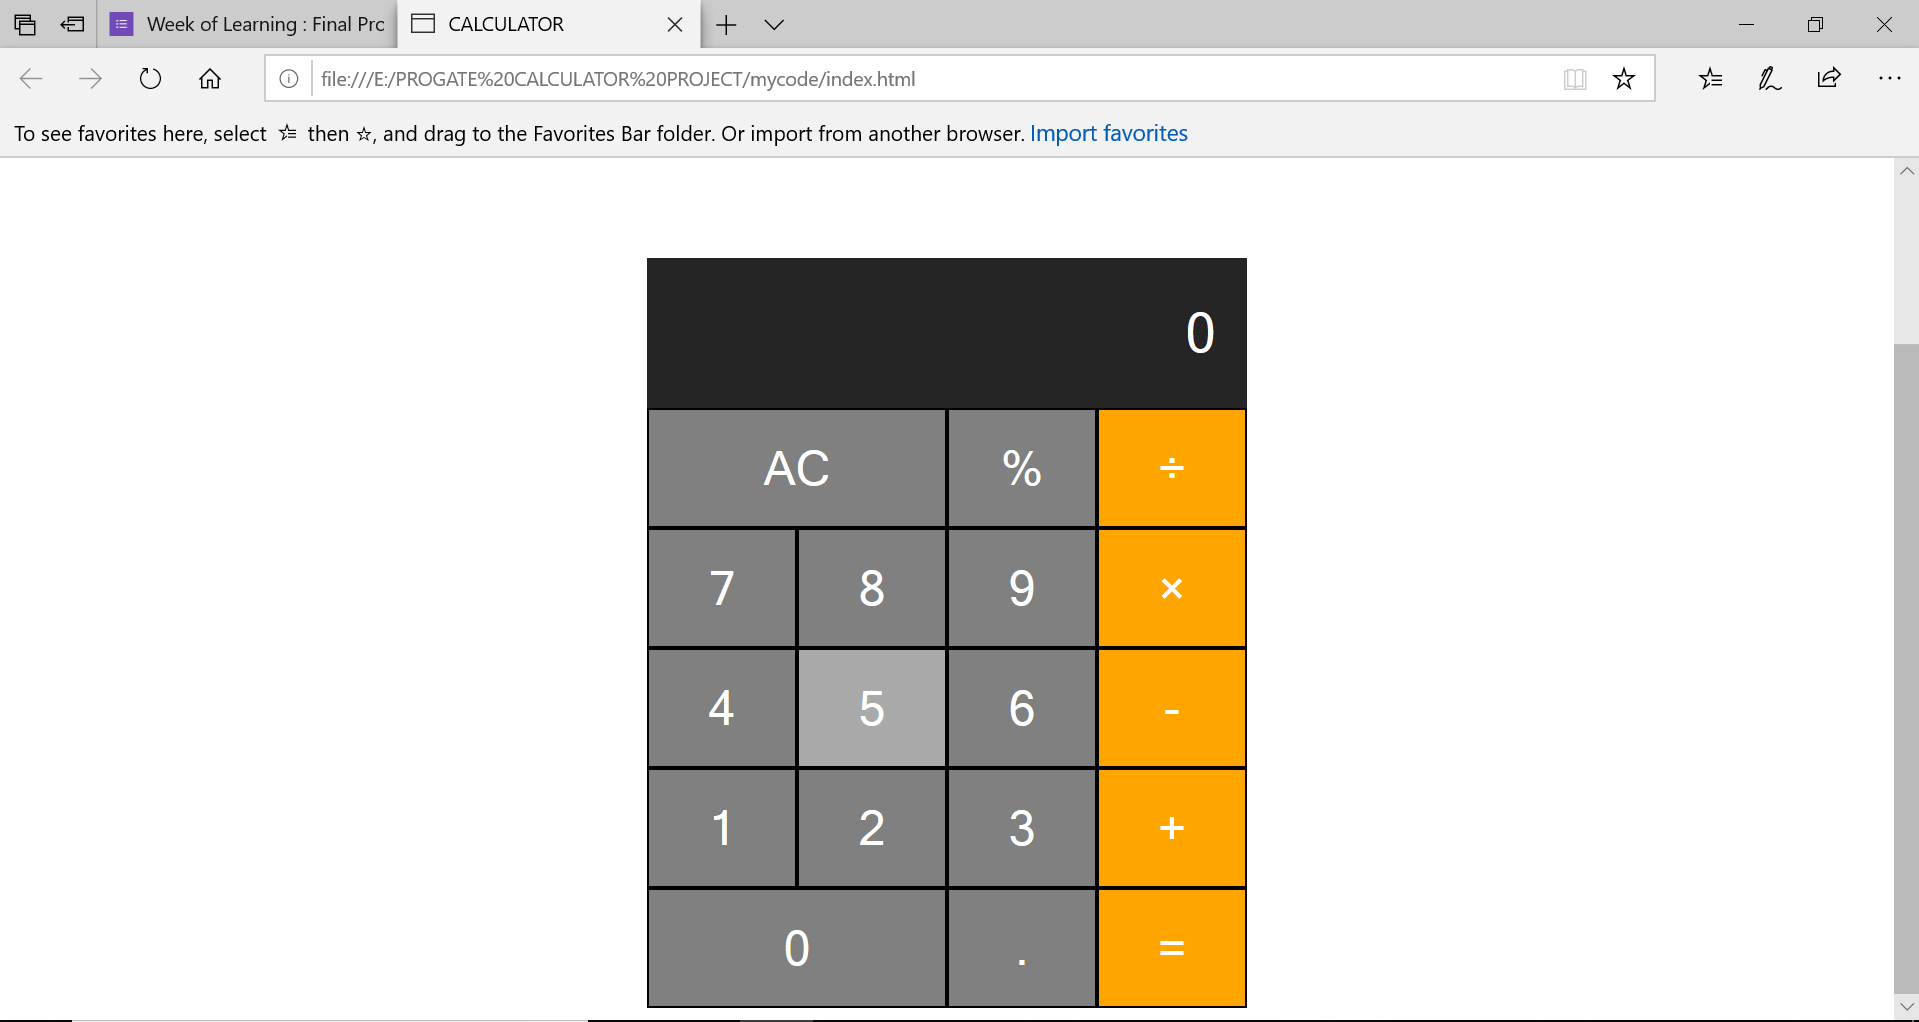 Week of Learning : Final Prc
CALCULATOR
file:///E:/PROGATE%20CALCULATOR%20PROJECT/mycode/index.html
To see favorites here, select then ☆, and drag to the Favorites Bar folder. Or import from another browser. Import favorites
0
AC % ÷
7 8 9 ×
4 5 6 -
1 2 3 +
0 . =